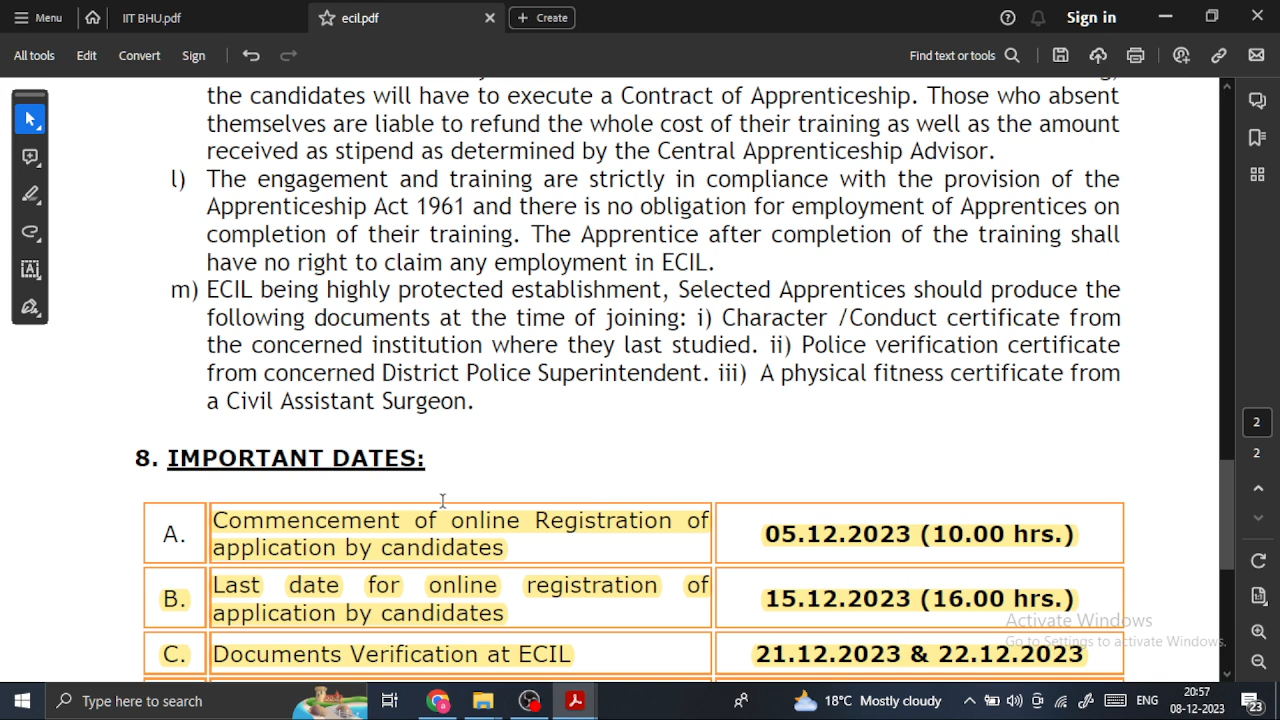 Menu
IIT BHU.pdf
ecil.pdf
Create
Sign in
All tools
Edit
Convert
Sign
Find text or tools
the candidates will have to execute a Contract of Apprenticeship. Those who absent
themselves are liable to refund the whole cost of their training as well as the amount
received as stipend as determined by the Central Apprenticeship Advisor.
l) The engagement and training are strictly in compliance with the provision of the
Apprenticeship Act 1961 and there is no obligation for employment of Apprentices on
completion of their training. The Apprentice after completion of the training shall
have no right to claim any employment in ECIL.
m) ECIL being highly protected establishment, Selected Apprentices should produce the
following documents at the time of joining: i) Character /Conduct certificate from
the concerned institution where they last studied. ii) Police verification certificate
from concerned District Police Superintendent. iii) A physical fitness certificate from
a Civil Assistant Surgeon.
8. IMPORTANT DATES:
A. Commencement of online Registration of
application by candidates
05.12.2023 (10.00 hrs.)
B. Last date for online registration of
application by candidates
15.12.2023 (16.00 hrs.)
C. Documents Verification at ECIL
21.12.2023 & 22.12.2023
2
2
Activate Windows
Go to Settings to activate Windows.
Type here to search
18°C Mostly cloudy
ENG
20:57
08-12-2023
23